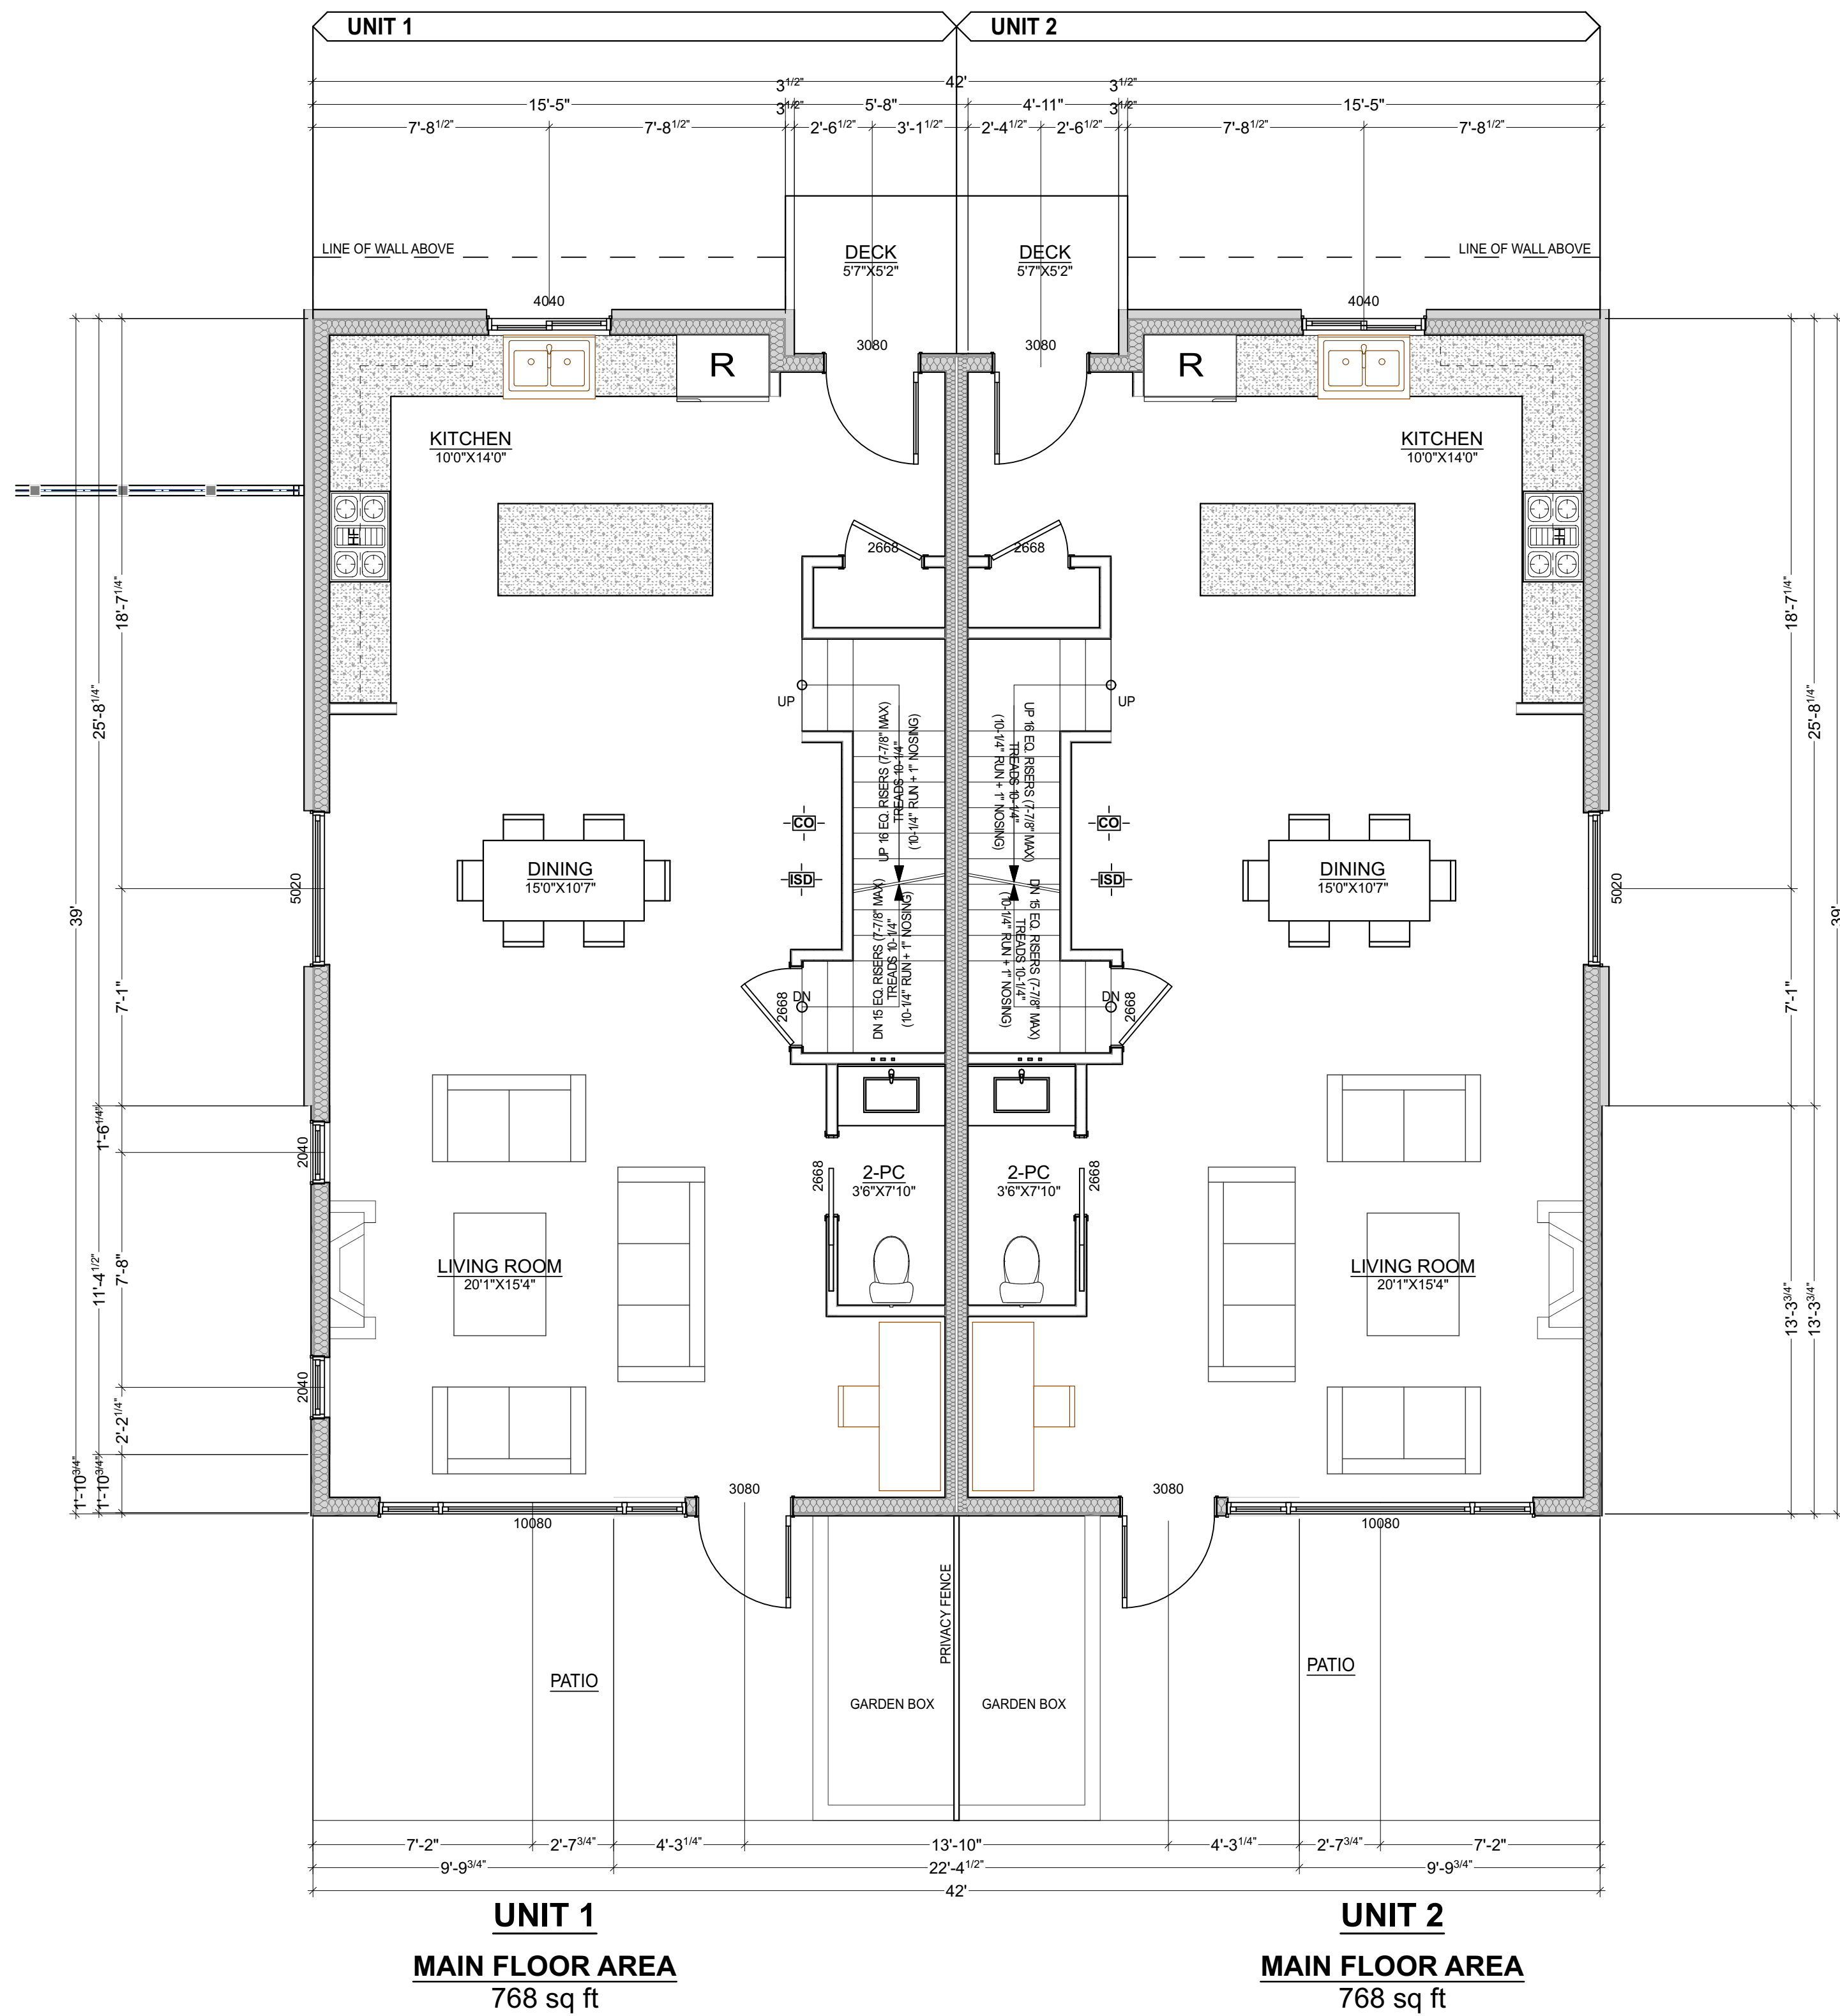 UNIT 1
UNIT 2
42'
3 1/2"
3 1/2"
15'-5"
3 1/2"
5'-8"
4'-11"
3 1/2"
15'-5"
7'-8 1/2"
7'-8 1/2"
2'-6 1/2"
3'-1 1/2"
2'-4 1/2"
2'-6 1/2"
7'-8 1/2"
7'-8 1/2"
LINE OF WALL ABOVE
DECK
5'7"X5'2"
DECK
5'7"X5'2"
LINE OF WALL ABOVE
4040
3080
3080
4040
R
R
KITCHEN
10'0"X14'0"
KITCHEN
10'0"X14'0"
HF
HF
2668
2668
18'-7 1/4"
25'-8 1/4"
39'
18'-7 1/4"
25'-8 1/4"
39'
UP
UP
UP 16 EQ. RISERS (7-7/8" MAX)
TREADS 10-1/4"
(10-1/4" RUN + 1" NOSING)
UP 16 EQ. RISERS (7-7/8" MAX)
TREADS 10-1/4"
(10-1/4" RUN + 1" NOSING)
CO
CO
ISD
ISD
DINING
15'0"X10'7"
DINING
15'0"X10'7"
5020
5020
DN 15 EQ. RISERS (7-7/8" MAX)
TREADS 10-1/4"
(10-1/4" RUN + 1" NOSING)
DN 15 EQ. RISERS (7-7/8" MAX)
TREADS 10-1/4"
(10-1/4" RUN + 1" NOSING)
DN
DN
2668
2668
7'-1"
7'-1"
1'-6 1/4"
2040
2668
2-PC
3'6"X7'10"
2-PC
3'6"X7'10"
2668
7'-8"
11'-4 1/2"
LIVING ROOM
20'1"X15'4"
LIVING ROOM
20'1"X15'4"
13'-3 3/4"
13'-3 3/4"
2040
2'-2 1/4"
1'-10 3/4"
1'-10 3/4"
3080
3080
10080
10080
PRIVACY FENCE
PATIO
PATIO
GARDEN BOX
GARDEN BOX
7'-2"
2'-7 3/4"
4'-3 1/4"
13'-10"
4'-3 1/4"
2'-7 3/4"
7'-2"
9'-9 3/4"
22'-4 1/2"
9'-9 3/4"
42'
UNIT 1
UNIT 2
MAIN FLOOR AREA
768 sq ft
MAIN FLOOR AREA
768 sq ft